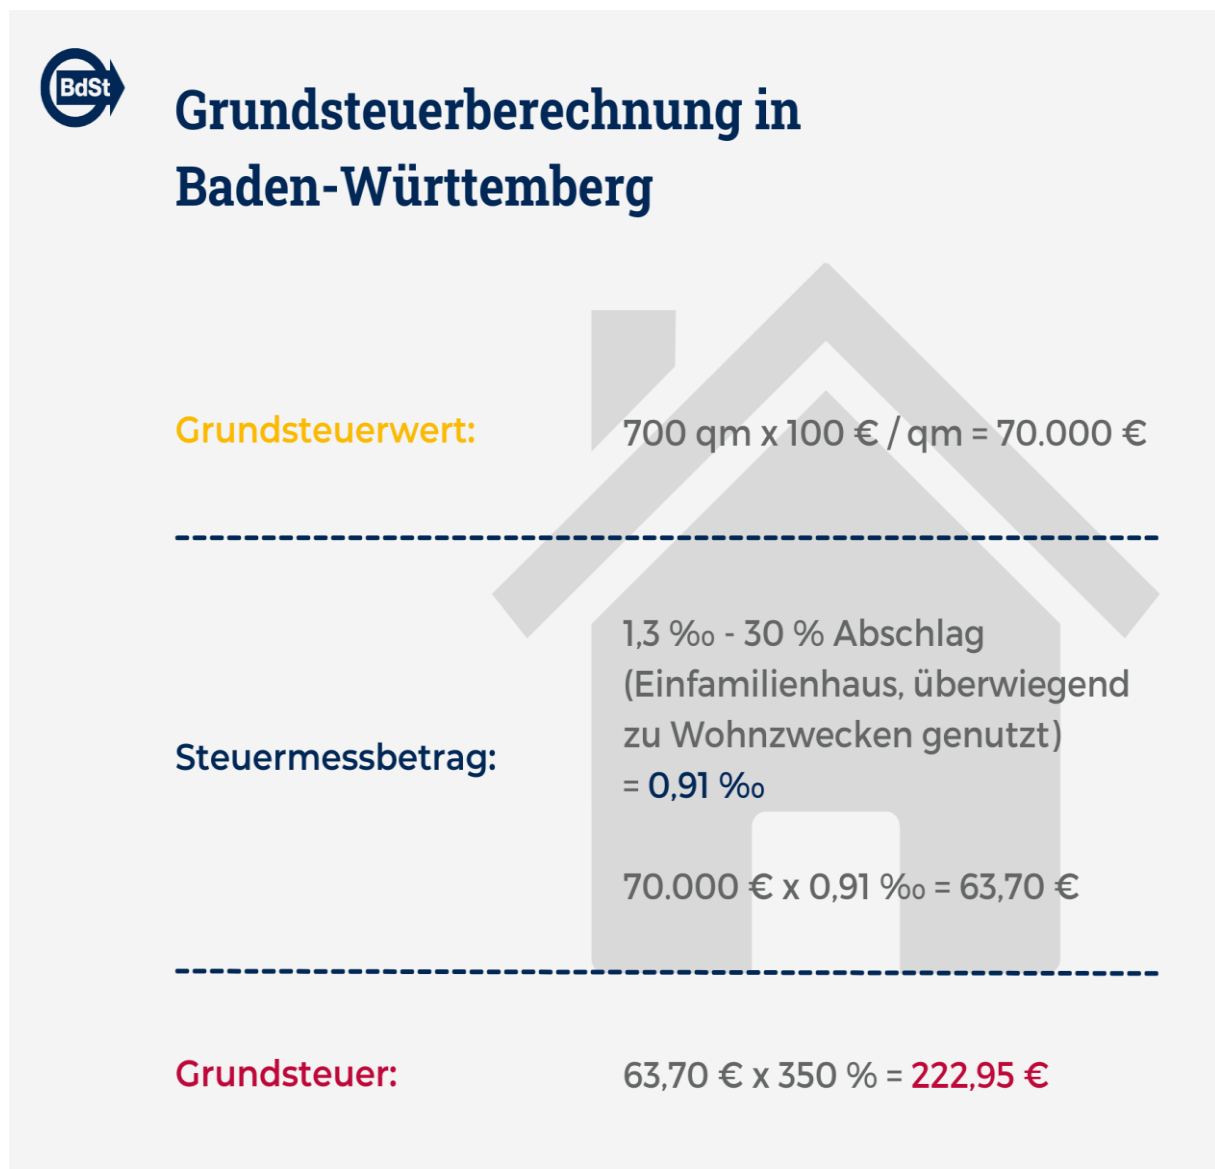 BdSt
Grundsteuerberechnung in
Baden-Württemberg
Grundsteuerwert:
700 qm x 100 € / qm = 70.000 €
Steuermessbetrag:
1,3 ‰ - 30 % Abschlag
(Einfamilienhaus, überwiegend
zu Wohnzwecken genutzt)
= 0,91 ‰
70.000 € x 0,91 ‰ = 63,70 €
Grundsteuer:
63,70 € x 350 % = 222,95 €